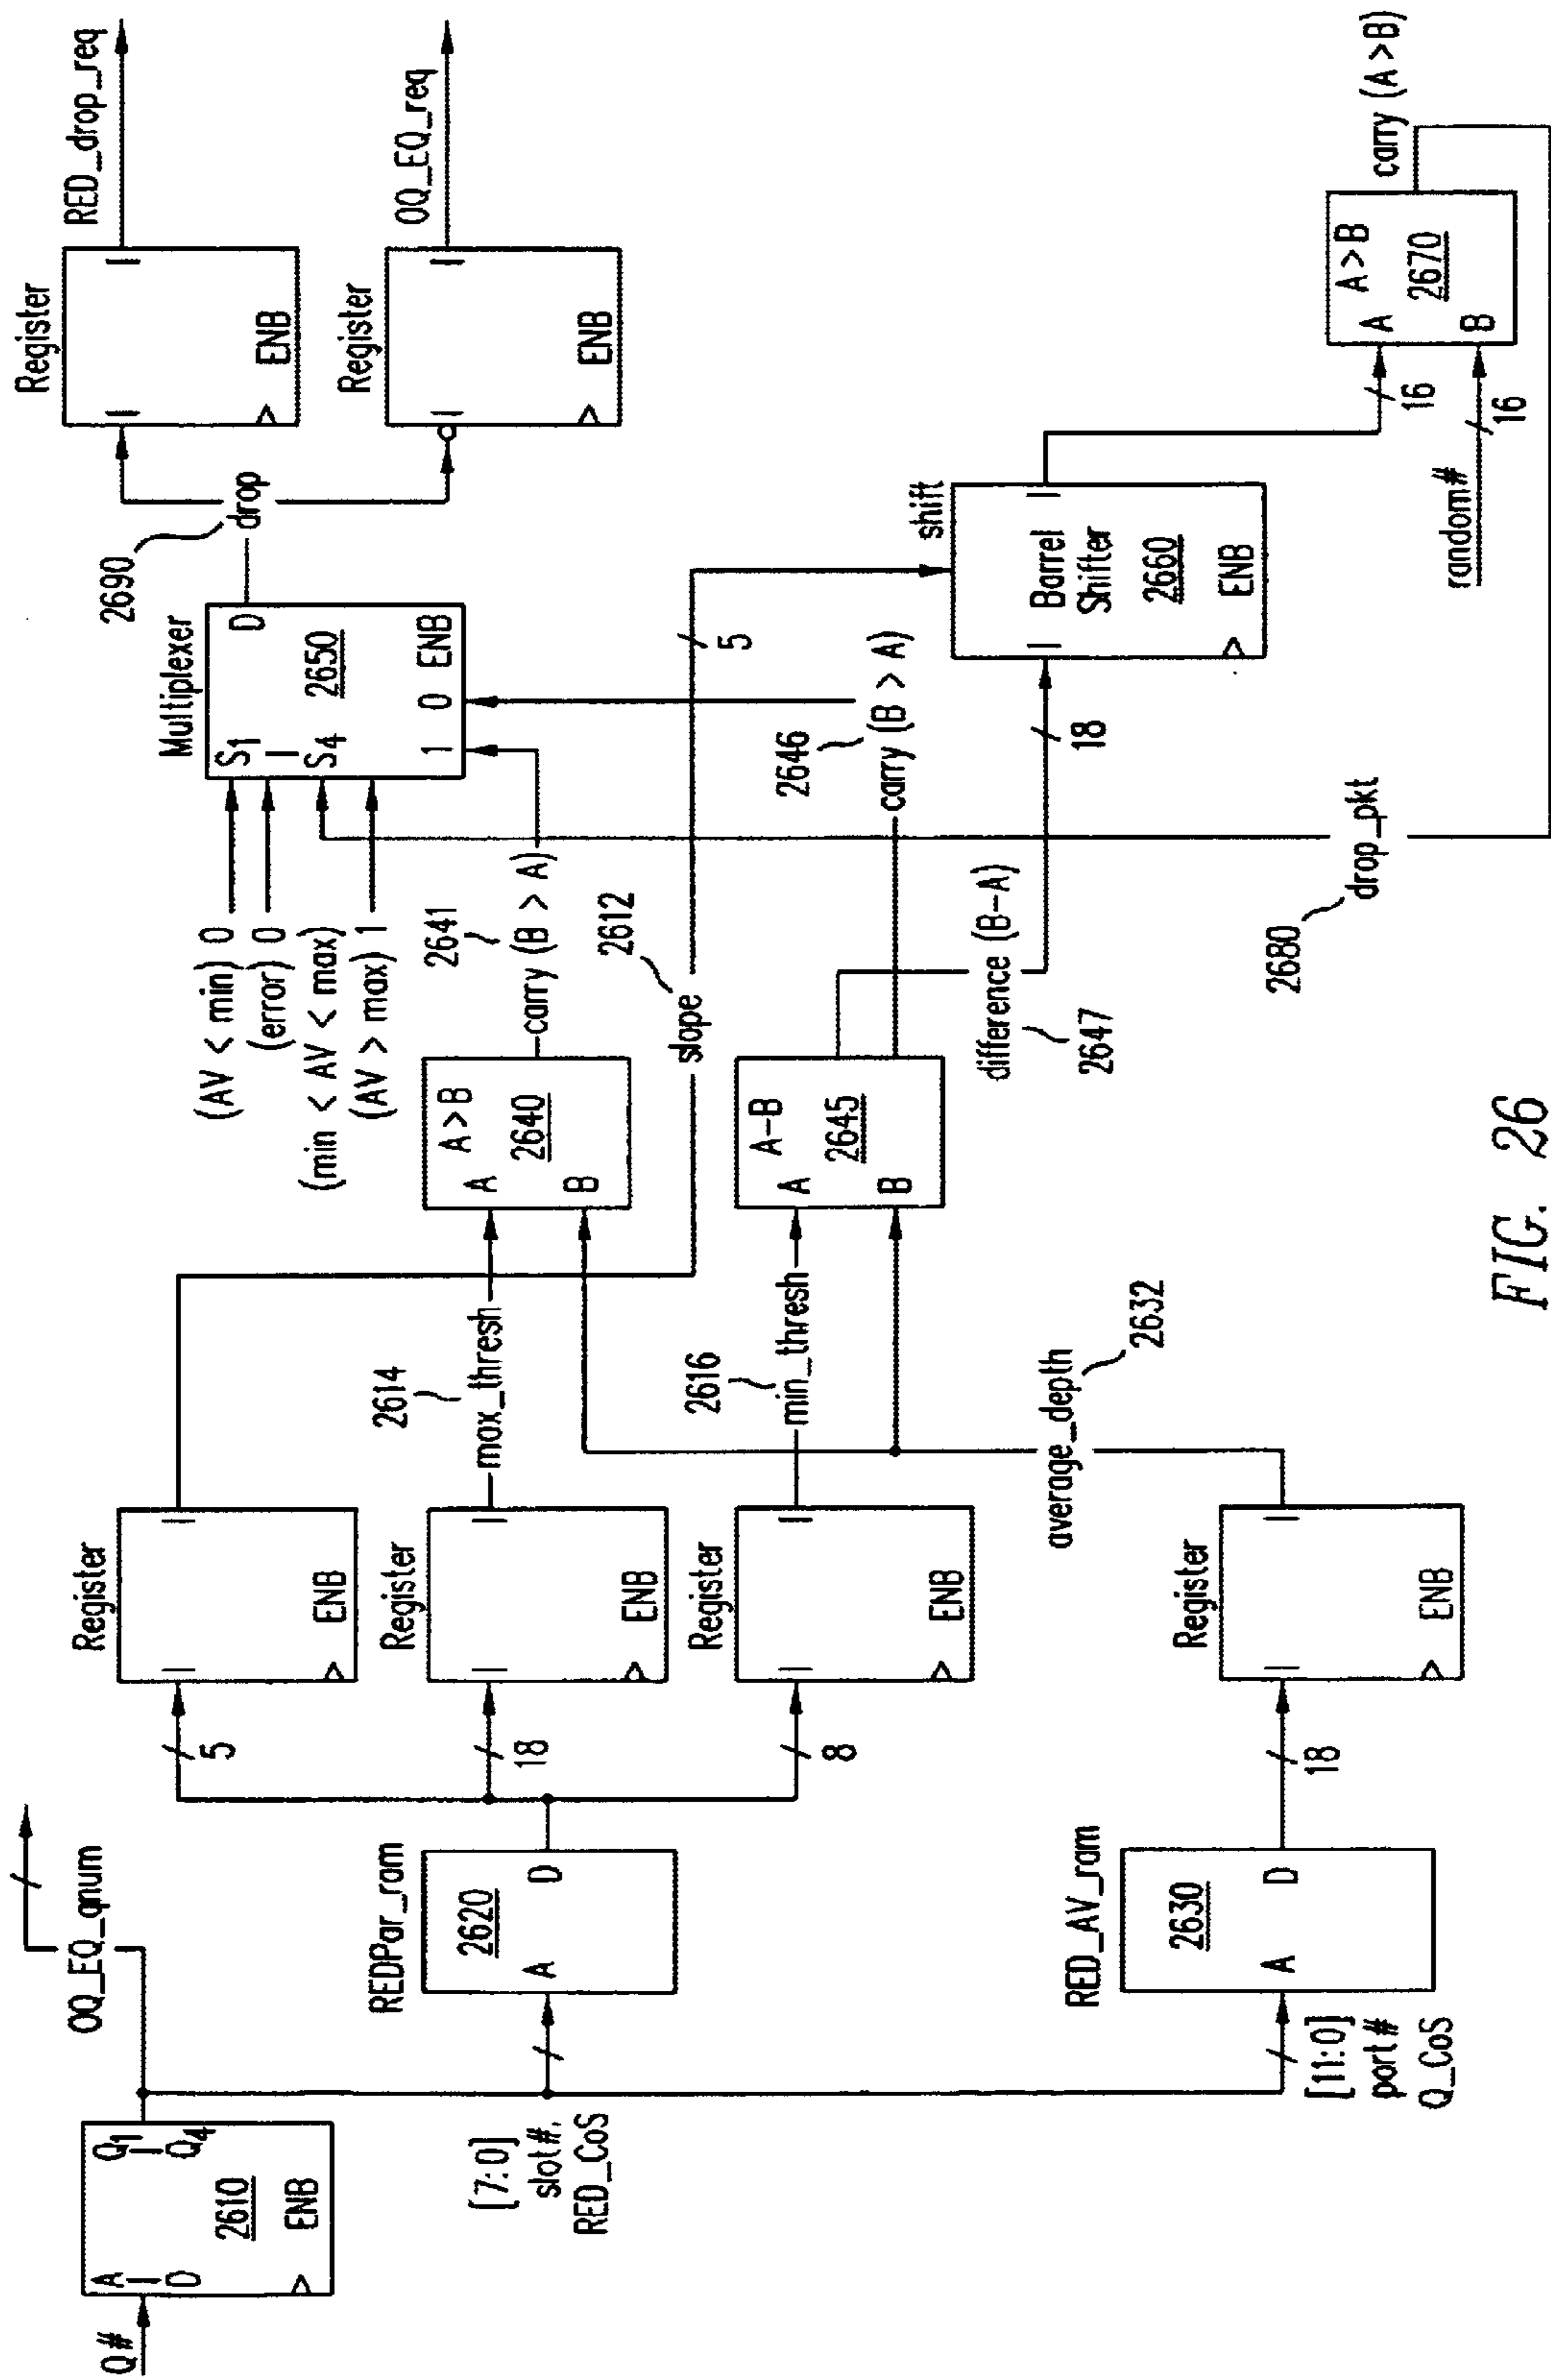 Q#
A
D
Q1
Q4
2610
ENB
OQ_EQ_qnum
[7:0]
slot#,
RED_CoS
[11:0]
port#
Q_CoS
REDPar_ram
A
D
2620
RED_AV_ram
A
D
2630
5
18
8
18
Register
ENB
Register
ENB
Register
ENB
Register
ENB
2614
max_thresh
2616
min_thresh
average_depth
2632
A
A>B
B
2640
A
A-B
B
2645
slope
2612
2641
carry (B > A)
(AV < min) 0
(error) 0
(min < AV < max)
(AV > max) 1
difference (B-A)
2647
2646
carry (B > A)
2680
drop_pkt
Multiplexer
S1
S4
D
2650
1 0 ENB
5
18
2690
drop
shift
Barrel
Shifter
2660
ENB
Register
ENB
RED_drop_req
Register
ENB
OQ_EQ_req
16
random#
16
A
A>B
B
2670
carry (A>B)
FIG. 26